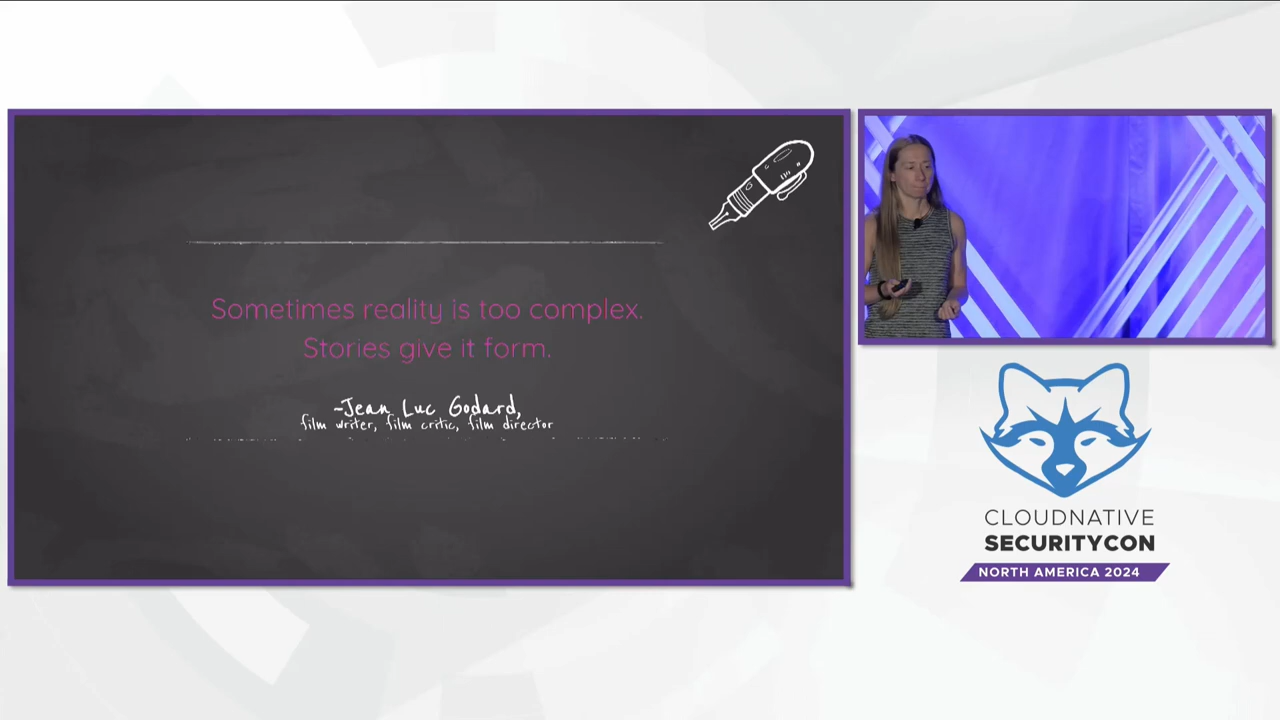 Sometimes reality is too complex.
Stories give it form.
~Jean Luc Godard,
film writer, film critic, film director
CLOUDNATIVE
SECURITYCON
NORTH AMERICA 2024